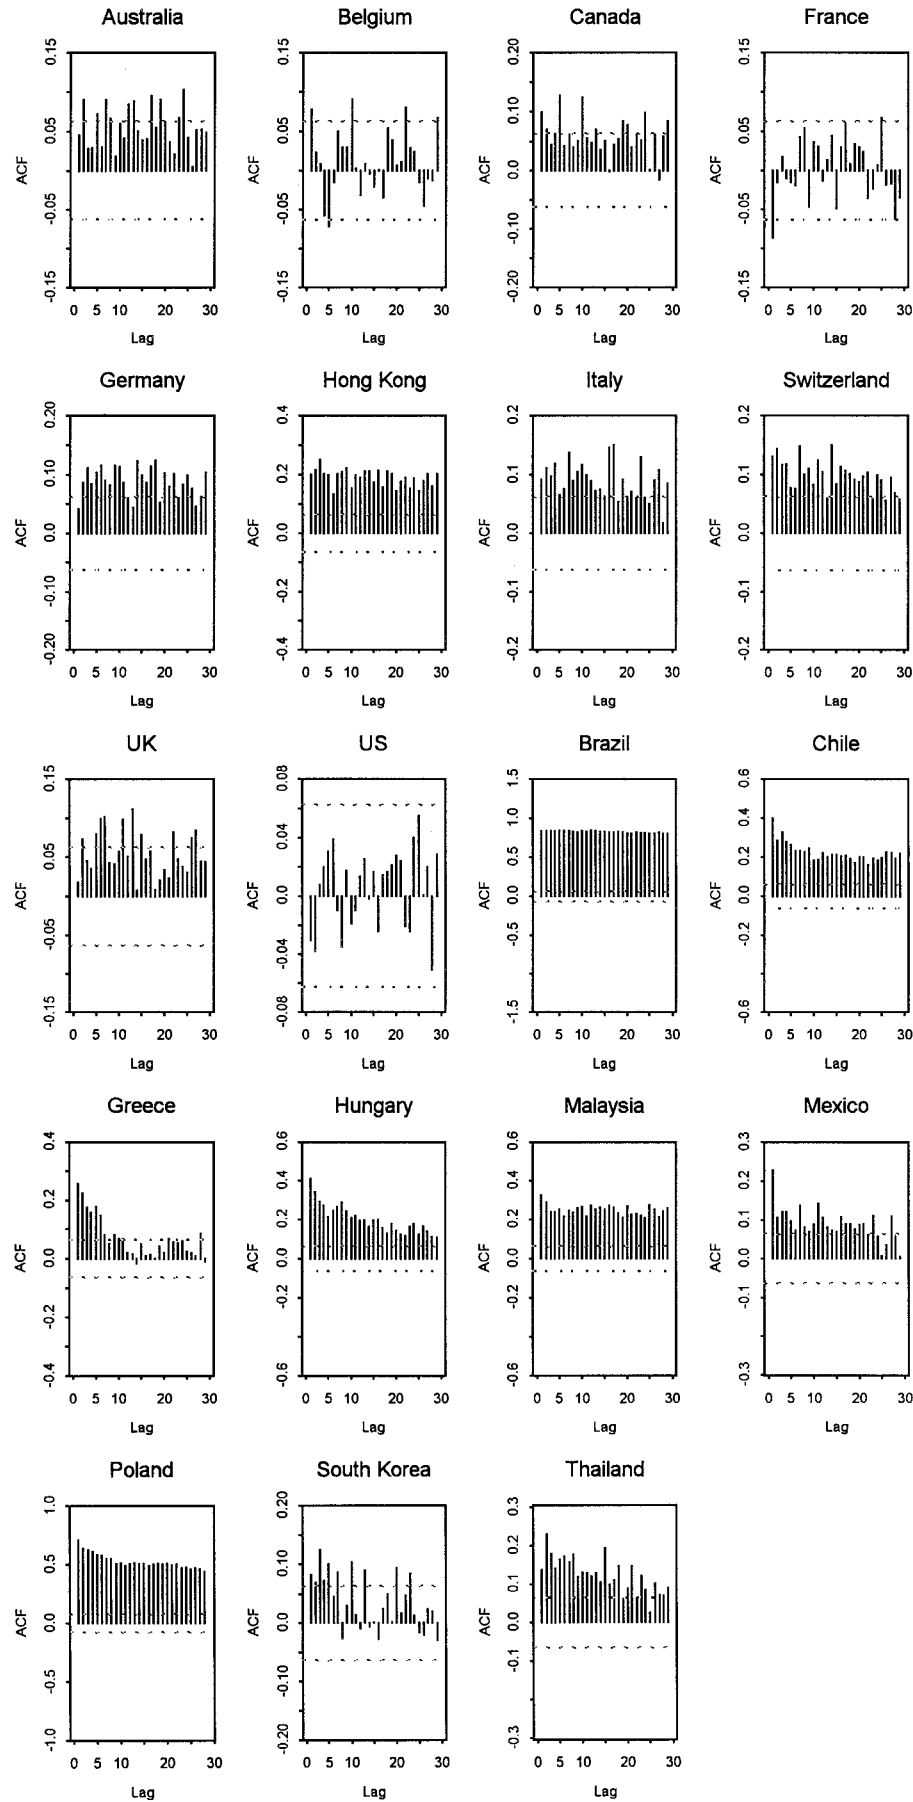 Australia Belgium Canada France
ACF 0.15 0.05 -0.05 -0.15
ACF 0.15 0.05 -0.05 -0.15
ACF 0.20 0.10 0.0 -0.10 -0.20
ACF 0.15 0.05 -0.05 -0.15
0 5 10 20 30 0 5 10 20 30 0 5 10 20 30 0 5 10 20 30
Lag Lag Lag Lag
Germany Hong Kong Italy Switzerland
ACF 0.20 0.10 0.0 -0.10 -0.20
ACF 0.4 0.2 0.0 -0.2 -0.4
ACF 0.2 0.1 0.0 -0.1 -0.2
ACF 0.2 0.1 0.0 -0.1 -0.2
0 5 10 20 30 0 5 10 20 30 0 5 10 20 30 0 5 10 20 30
Lag Lag Lag Lag
UK US Brazil Chile
ACF 0.15 0.05 -0.05 -0.15
ACF 0.08 0.04 0.0 -0.04 -0.08
ACF 1.5 1.0 0.5 0.0 -0.5 -1.5
ACF 0.6 0.4 0.2 0.0 -0.2 -0.6
0 5 10 20 30 0 5 10 20 30 0 5 10 20 30 0 5 10 20 30
Lag Lag Lag Lag
Greece Hungary Malaysia Mexico
ACF 0.4 0.2 0.0 -0.2 -0.4
ACF 0.6 0.4 0.2 0.0 -0.2 -0.6
ACF 0.6 0.4 0.2 0.0 -0.2 -0.6
ACF 0.3 0.2 0.1 0.0 -0.1 -0.3
0 5 10 20 30 0 5 10 20 30 0 5 10 20 30 0 5 10 20 30
Lag Lag Lag Lag
Poland South Korea Thailand
ACF 1.0 0.5 0.0 -0.5 -1.0
ACF 0.20 0.10 0.0 -0.10 -0.20
ACF 0.3 0.2 0.1 0.0 -0.1 -0.3
0 5 10 20 30 0 5 10 20 30 0 5 10 20 30
Lag Lag Lag